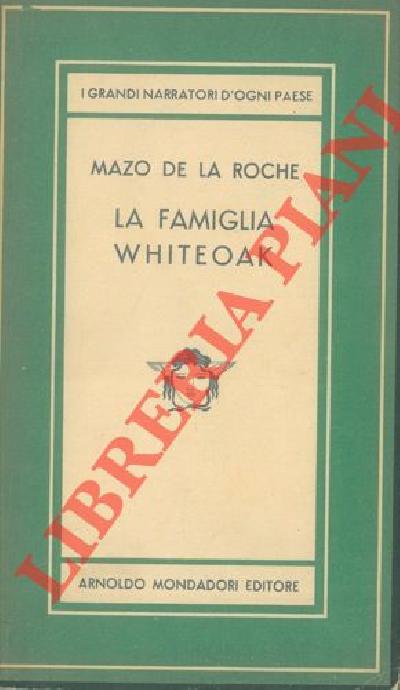 I GRANDI NARRATORI D'OGNI PAESE
MAZO DE LA ROCHE
LA FAMIGLIA
WHITEOAK
LIBRERIA PIANI
ARNOLDO MONDADORI EDITORE